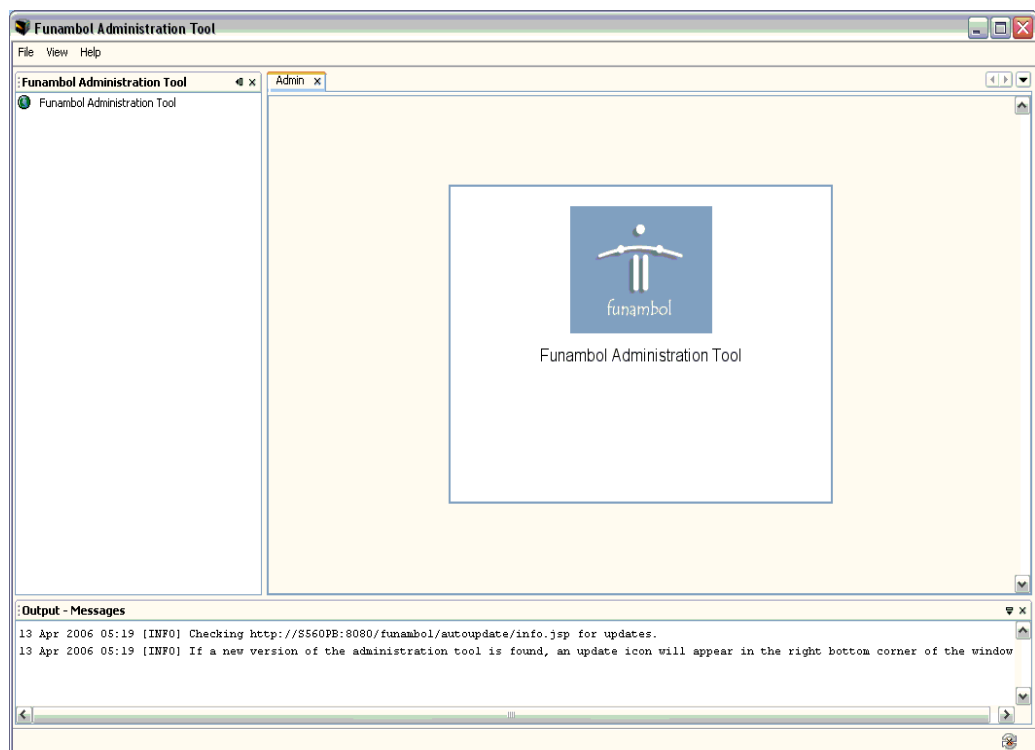 Funambol Administration Tool
File View Help
Funambol Administration Tool
Admin
Funambol Administration Tool
funambol
Funambol Administration Tool
Output - Messages
13 Apr 2006 05:19 [INFO] Checking http://S560PB:8080/funambol/autoupdate/info.jsp for updates.
13 Apr 2006 05:19 [INFO] If a new version of the administration tool is found, an update icon will appear in the right bottom corner of the window